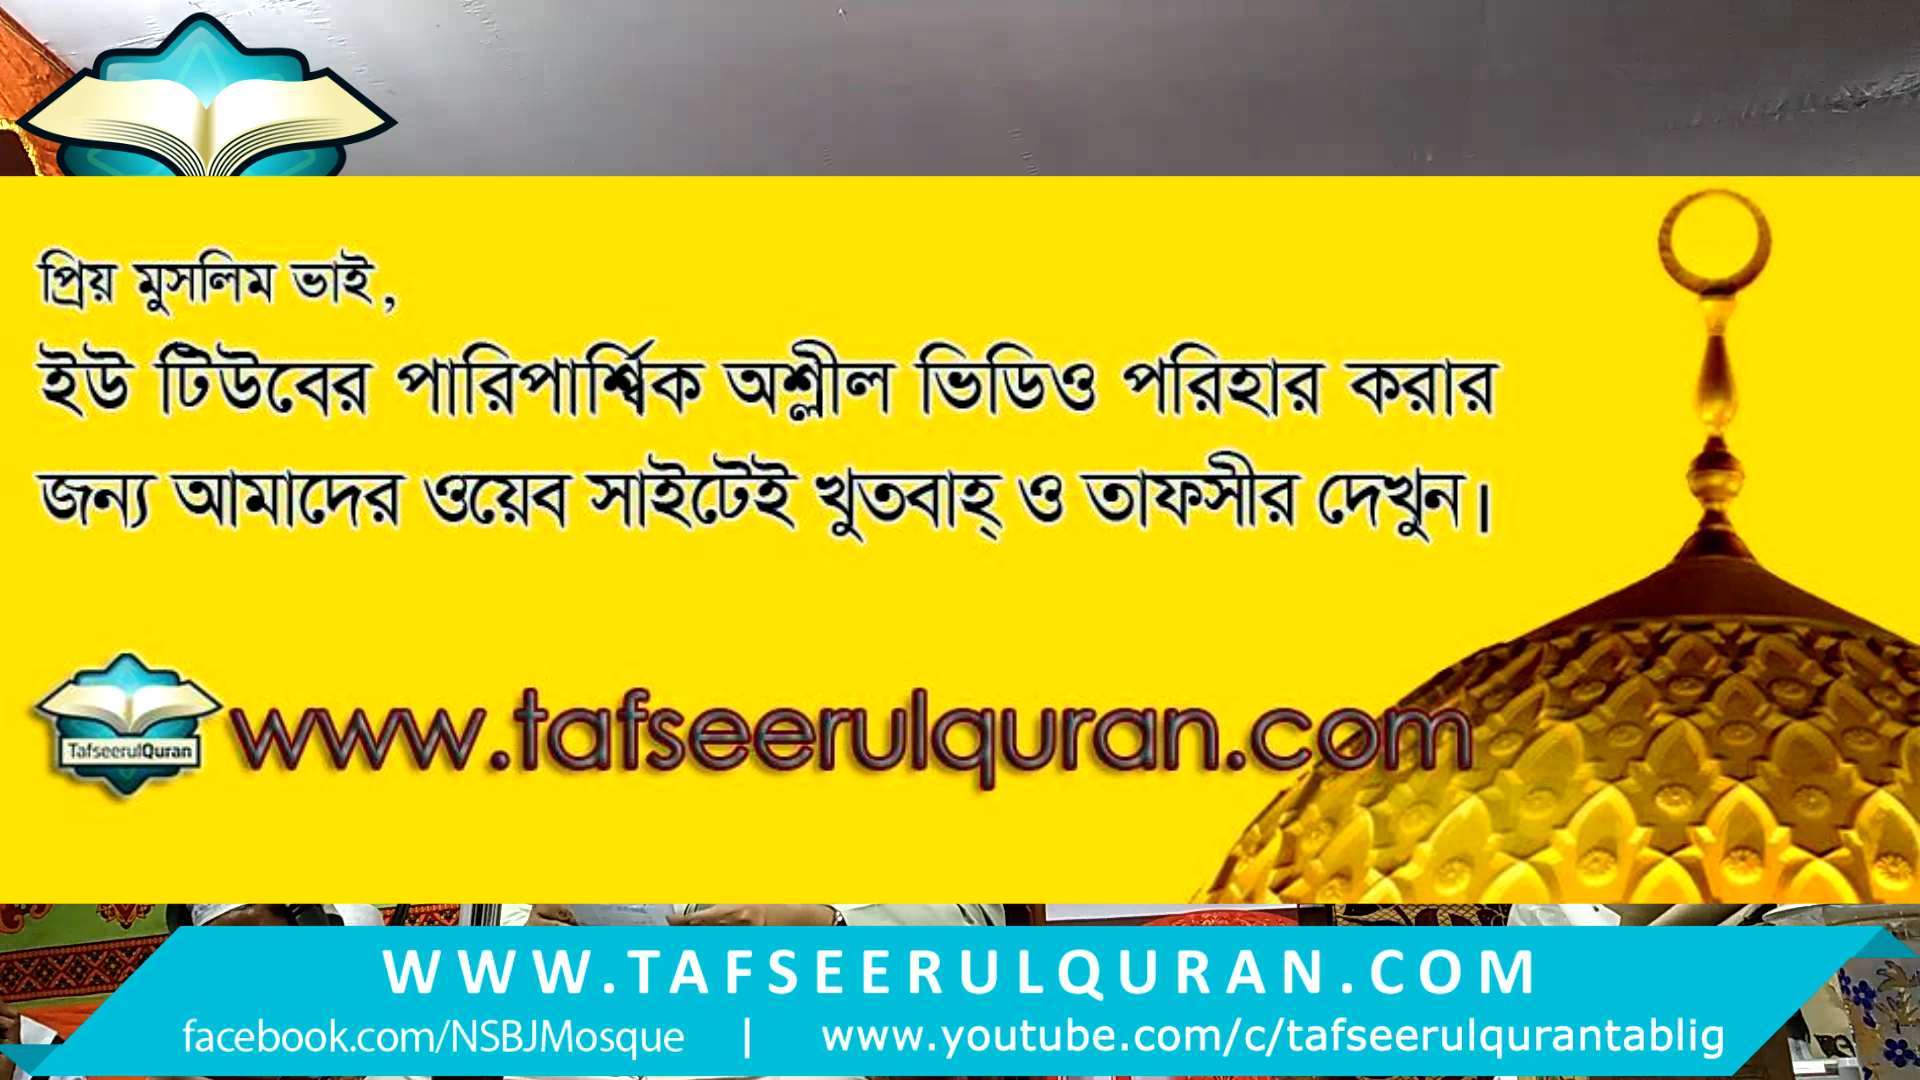 প্রিয় মুসলিম ভাই,
ইউ টিউবের পারিপার্শ্বিক অশ্লীল ভিডিও পরিহার করার
জন্য আমাদের ওয়েব সাইটেই খুতবাহ্ ও তাফসীর দেখুন।
TafseerulQuran
www.tafseerulquran.com
WWW.TAFSEERULQURAN.COM
facebook.com/NSBJMosque | www.youtube.com/c/tafseerulqurantablig